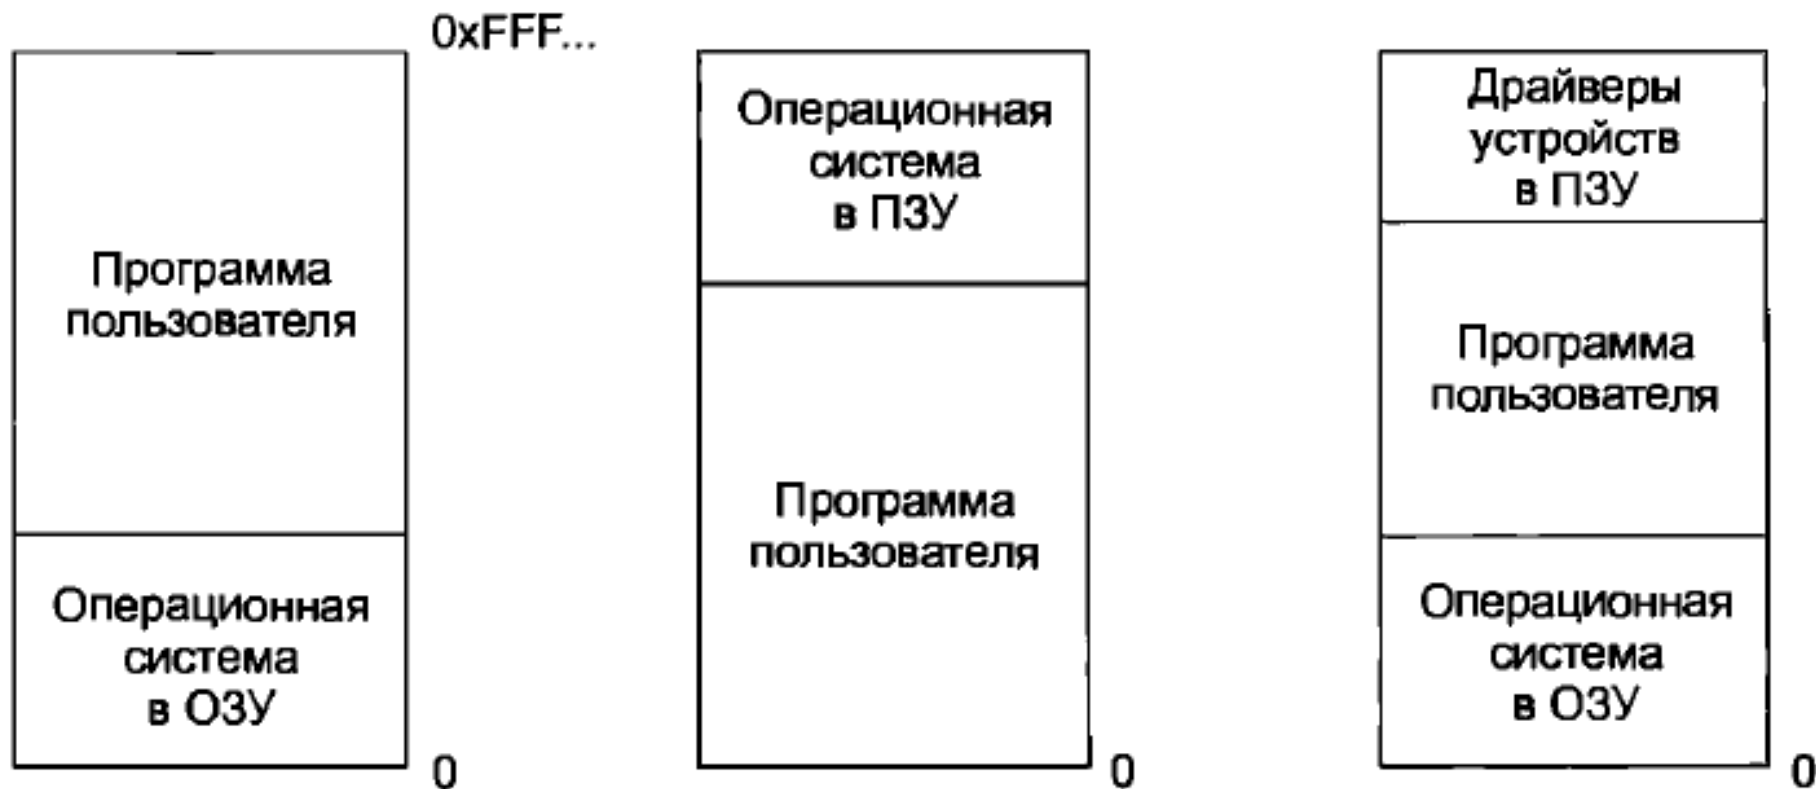 0xFFF...
Программа
пользователя
Операционная
система
в ОЗУ
0
Операционная
система
в ПЗУ
Программа
пользователя
0
Драйверы
устройств
в ПЗУ
Программа
пользователя
Операционная
система
в ОЗУ
0